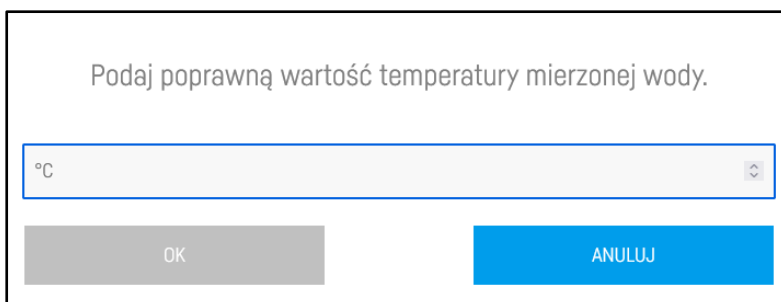 Podaj poprawną wartość temperatury mierzonej wody.
°C
OK
ANULUJ